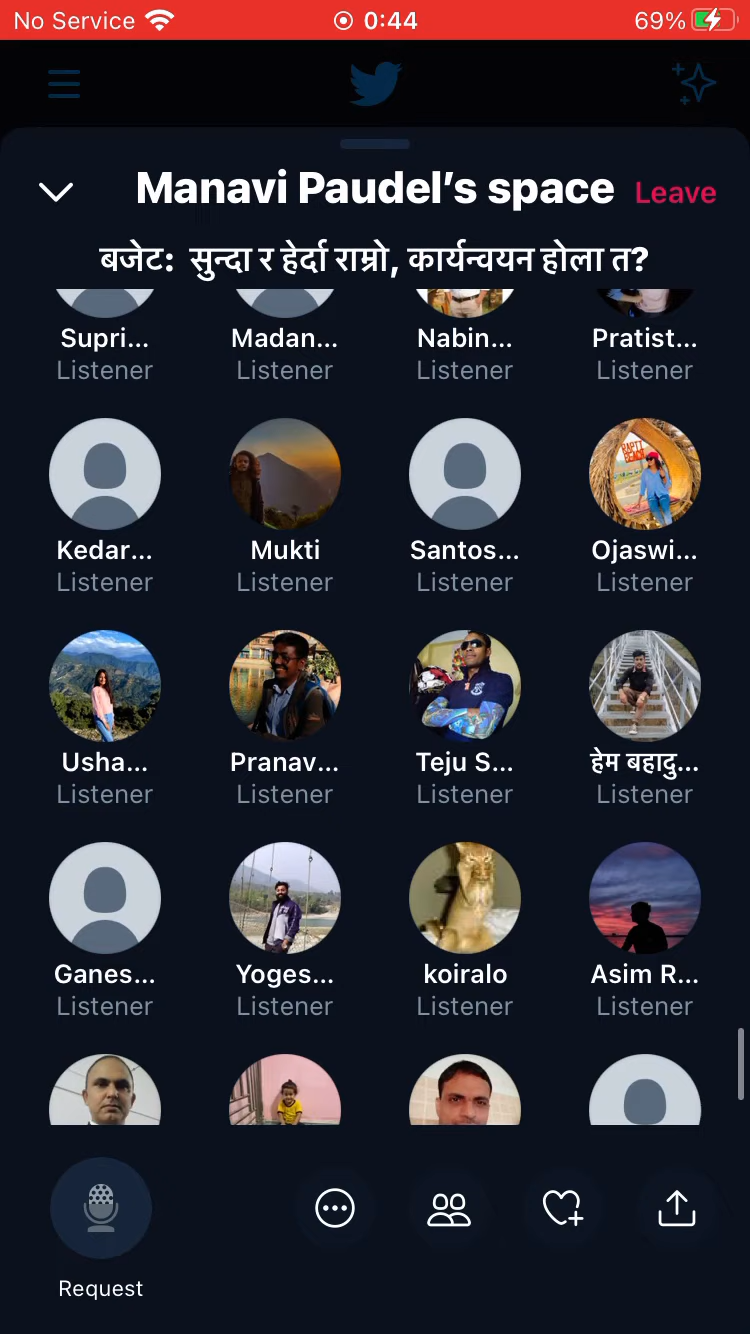 No Service 0:44 69%
Manavi Paudel’s space Leave
बजेट: सुन्दा र हेर्दा राम्रो, कार्यन्वयन होला त?
Supri... Madan... Nabin... Pratist...
Listener Listener Listener Listener
RAPTI
BEACH
Kedar... Mukti Santos... Ojaswi...
Listener Listener Listener Listener
Usha... Pranav... Teju S... हेम बहादु...
Listener Listener Listener Listener
Ganes... Yoges... koiralo Asim R...
Listener Listener Listener Listener
Request